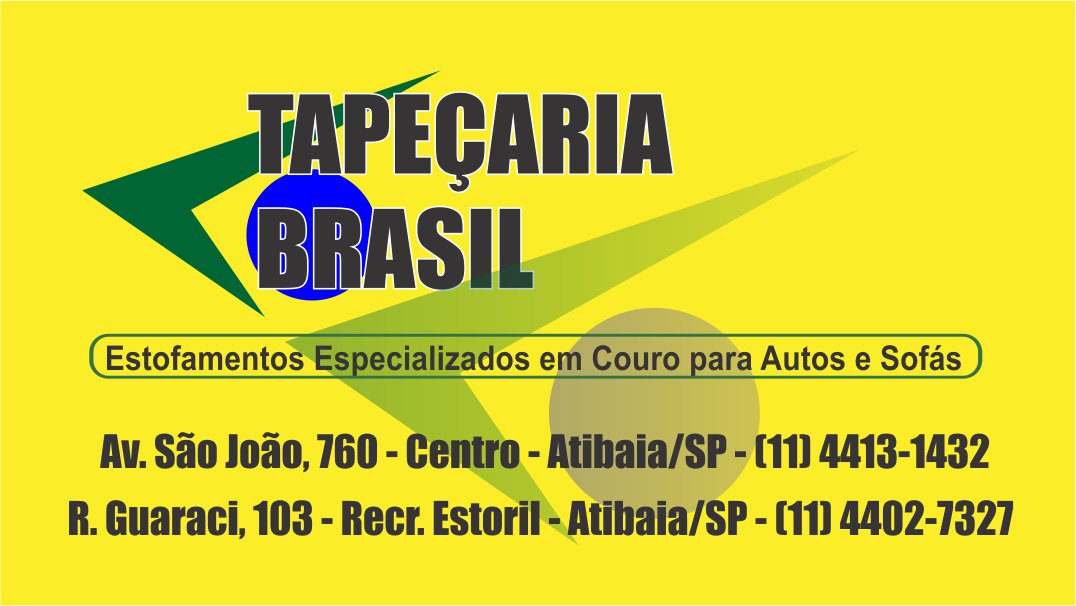 TAPEÇARIA
BRASIL
Estofamentos Especializados em Couro para Autos e Sofás
Av. São João, 760 - Centro - Atibaia/SP - (11) 4413-1432
R. Guaraci, 103 - Recr. Estoril - Atibaia/SP - (11) 4402-7327